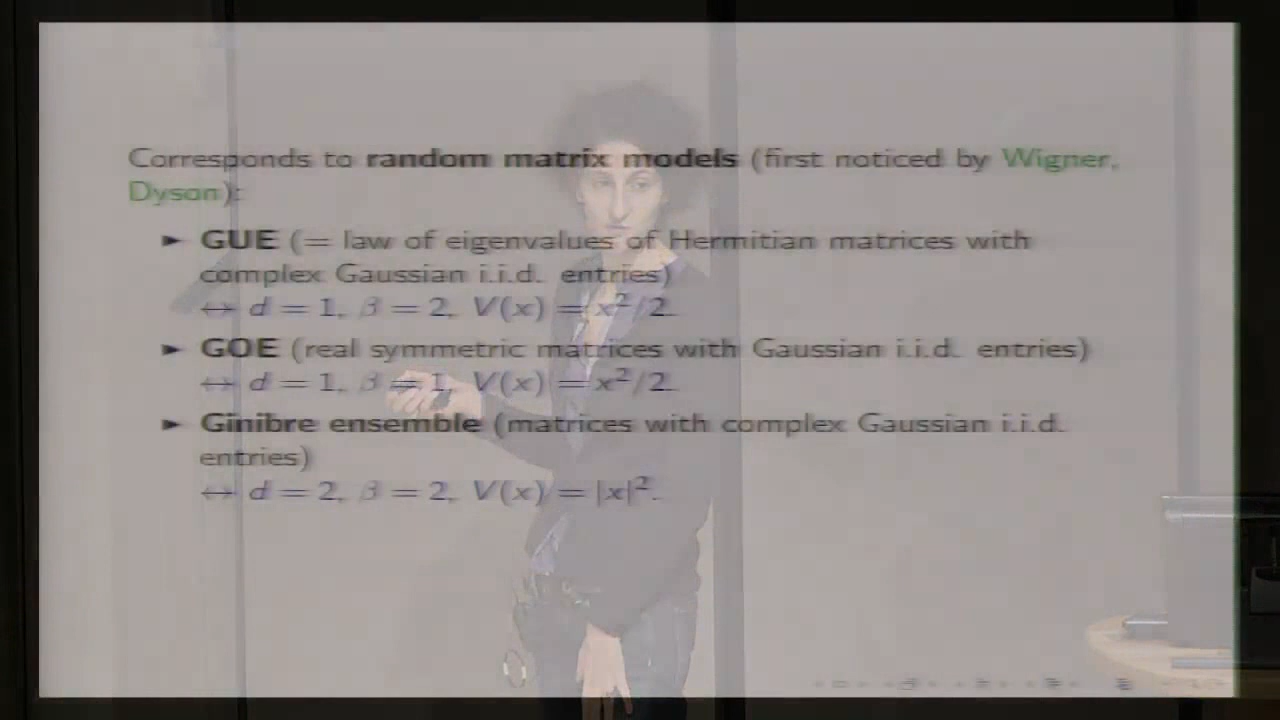 Corresponds to random matrix models (first noticed by Wigner,
Dyson):
► GUE (= law of eigenvalues of Hermitian matrices with
complex Gaussian i.i.d. entries)
↔ d = 1, β = 2, V(x) = x²/2.
► GOE (real symmetric matrices with Gaussian i.i.d. entries)
↔ d = 1, β = 1, V(x) = x²/2.
► Ginibre ensemble (matrices with complex Gaussian i.i.d.
entries)
↔ d = 2, β = 2, V(x) = |x|².